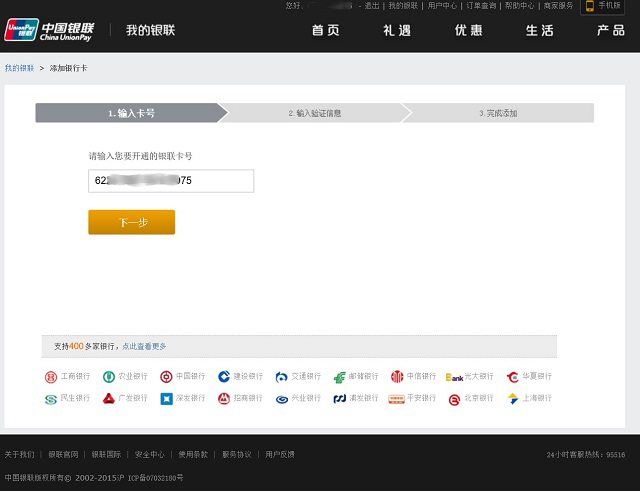 您好, - 退出 | 我的银联 | 用户中心 | 订单查询 | 帮助中心 | 商家服务 手机版
UnionPay 银联 中国银联 China UnionPay 我的银联 首页 礼遇 优惠 生活 产品
我的银联 > 添加银行卡
1.输入卡号 2.输入验证信息 3.完成添加
请输入您要开通的银联卡号
622 975
下一步
支持400多家银行，点此查看更多
工商银行 农业银行 中国银行 建设银行 交通银行 邮储银行 中信银行 Bank 光大银行 华夏银行
民生银行 广发银行 深发银行 招商银行 兴业银行 浦发银行 平安银行 北京银行 上海银行
关于我们 | 银联官网 | 银联国际 | 安全中心 | 使用条款 | 服务协议 | 用户反馈 24小时客服热线：95516
中国银联版权所有© 2002-2015沪 ICP备07032180号